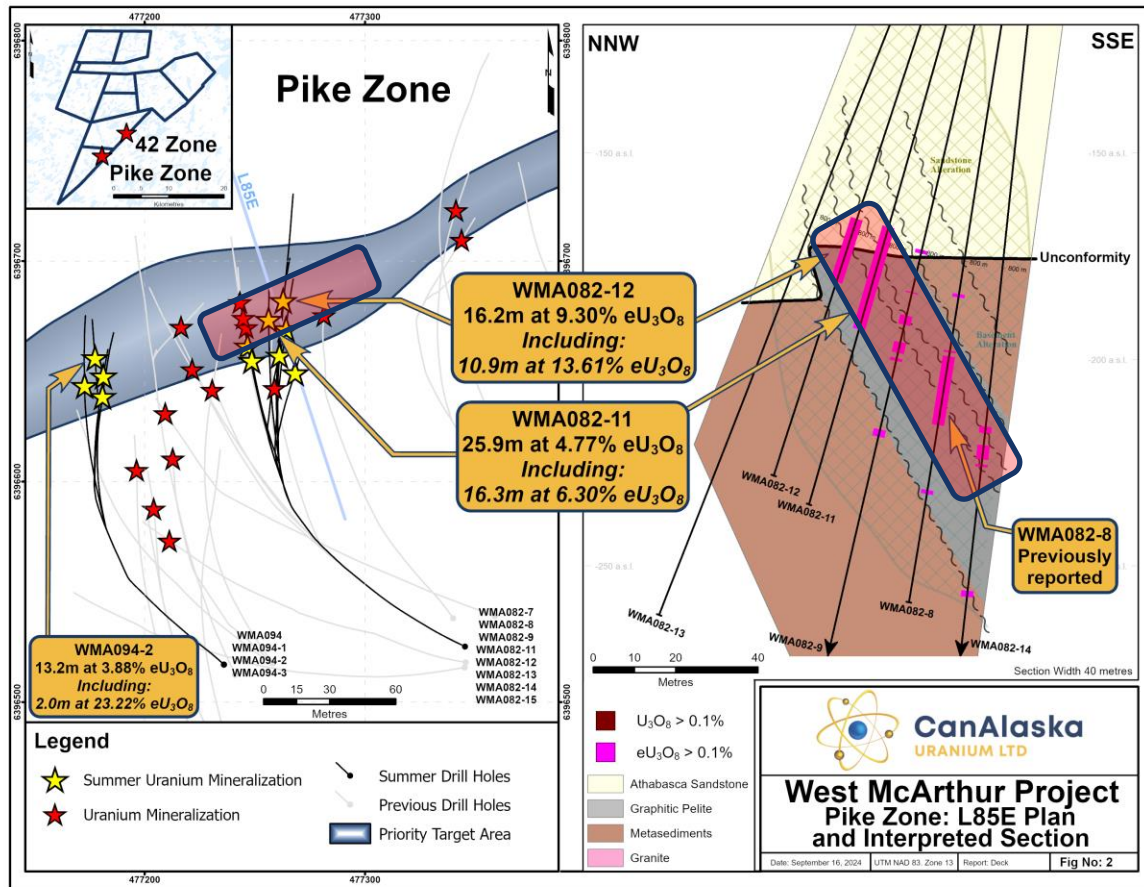 477200
477300
6396800
6396700
6396600
6396500
6396800
6396700
6396600
6396500
477200
477300
Pike Zone
N
42 Zone
Pike Zone
0 5 10 20
Kilometres
L85E
WMA082-12
16.2m at 9.30% eU₃O₈
Including:
10.9m at 13.61% eU₃O₈
WMA082-11
25.9m at 4.77% eU₃O₈
Including:
16.3m at 6.30% eU₃O₈
WMA094-2
13.2m at 3.88% eU₃O₈
Including:
2.0m at 23.22% eU₃O₈
WMA094
WMA094-1
WMA094-2
WMA094-3
WMA082-7
WMA082-8
WMA082-9
WMA082-11
WMA082-12
WMA082-13
WMA082-14
WMA082-15
0 15 30 60
Metres
Legend
Summer Uranium Mineralization
Uranium Mineralization
Summer Drill Holes
Previous Drill Holes
Priority Target Area
NNW
SSE
-150 a.s.l.
-150 a.s.l.
Sandstone
Alteration
800 m
800 m
800 m
Unconformity
Basement
Alteration
-200 a.s.l.
WMA082-12
WMA082-11
WMA082-8
Previously
reported
-250 a.s.l.
-250 a.s.l.
WMA082-13
WMA082-9
WMA082-8
WMA082-14
0 20 40
Metres
Section Width 40 metres
U₃O₈ > 0.1%
eU₃O₈ > 0.1%
Athabasca Sandstone
Graphitic Pelite
Metasediments
Granite
CanAlaska
URANIUM LTD
West McArthur Project
Pike Zone: L85E Plan
and Interpreted Section
Date: September 16, 2024
UTM NAD 83. Zone 13
Report: Deck
Fig No: 2